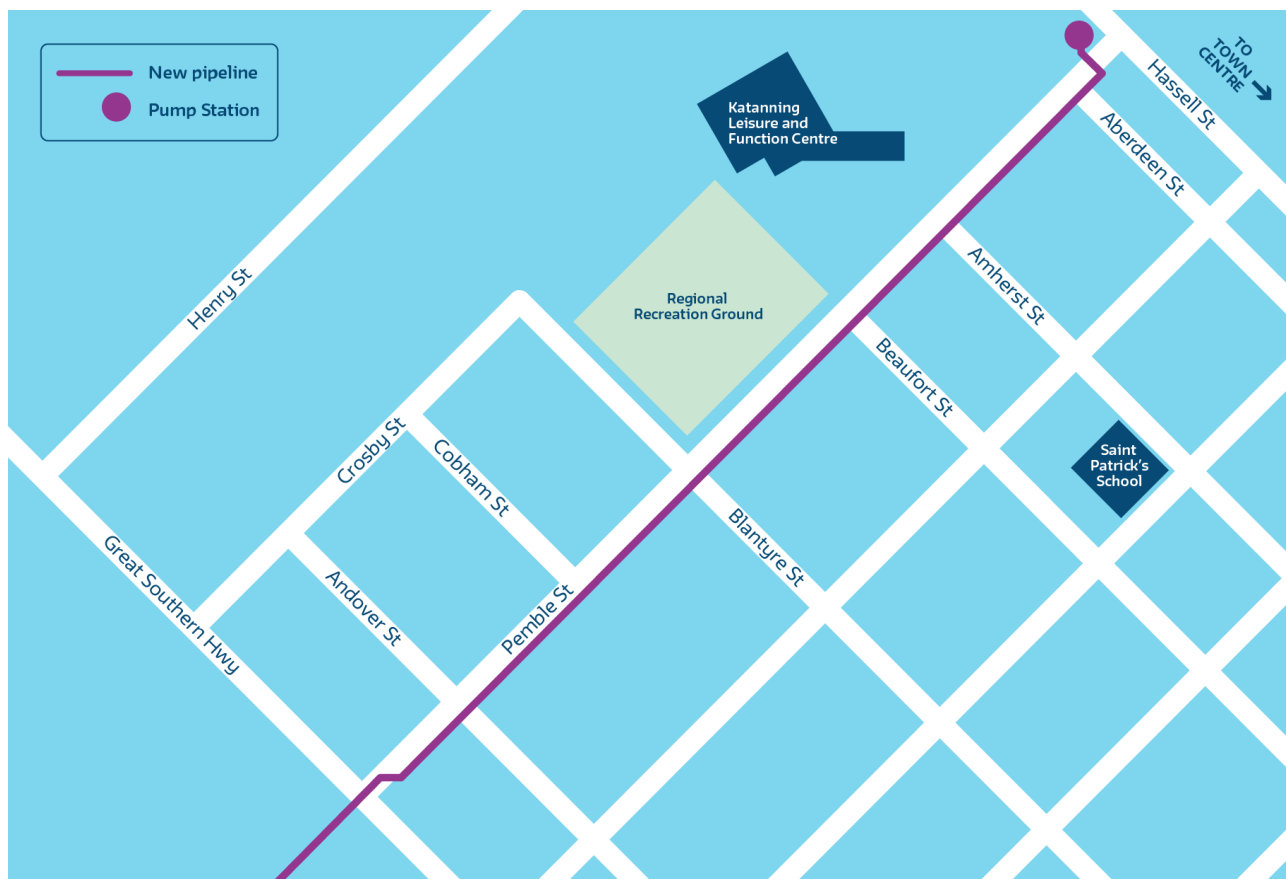 New pipeline
Pump Station
TO
TOWN
CENTRE
Hassell St
Katanning
Leisure and
Function Centre
Aberdeen St
Henry St
Regional
Recreation Ground
Amherst St
Beaufort St
Crosby St
Cobham St
Saint
Patrick's
School
Blantyre St
Great Southern Hwy
Andover St
Pemble St